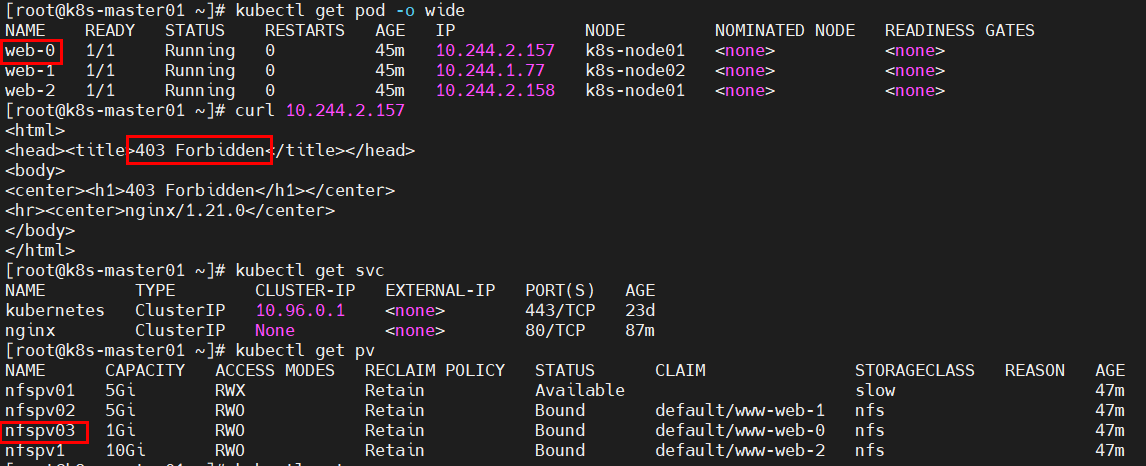 [root@k8s-master01 ~]# kubectl get pod -o wide
NAME    READY   STATUS    RESTARTS   AGE   IP             NODE         NOMINATED NODE   READINESS GATES
web-0   1/1     Running   0          45m   10.244.2.157   k8s-node01   <none>           <none>
web-1   1/1     Running   0          45m   10.244.1.77    k8s-node02   <none>           <none>
web-2   1/1     Running   0          45m   10.244.2.158   k8s-node01   <none>           <none>
[root@k8s-master01 ~]# curl 10.244.2.157
<html>
<head><title>403 Forbidden</title></head>
<body>
<center><h1>403 Forbidden</h1></center>
<hr><center>nginx/1.21.0</center>
</body>
</html>
[root@k8s-master01 ~]# kubectl get svc
NAME         TYPE        CLUSTER-IP   EXTERNAL-IP   PORT(S)   AGE
kubernetes   ClusterIP   10.96.0.1    <none>        443/TCP   23d
nginx        ClusterIP   None         <none>        80/TCP    87m
[root@k8s-master01 ~]# kubectl get pv
NAME      CAPACITY   ACCESS MODES   RECLAIM POLICY   STATUS      CLAIM               STORAGECLASS   REASON   AGE
nfspv01   5Gi        RWX            Retain           Available                       slow                    47m
nfspv02   5Gi        RWO            Retain           Bound       default/www-web-1   nfs                     47m
nfspv03   1Gi        RWO            Retain           Bound       default/www-web-0   nfs                     47m
nfspv1    10Gi       RWO            Retain           Bound       default/www-web-2   nfs                     47m